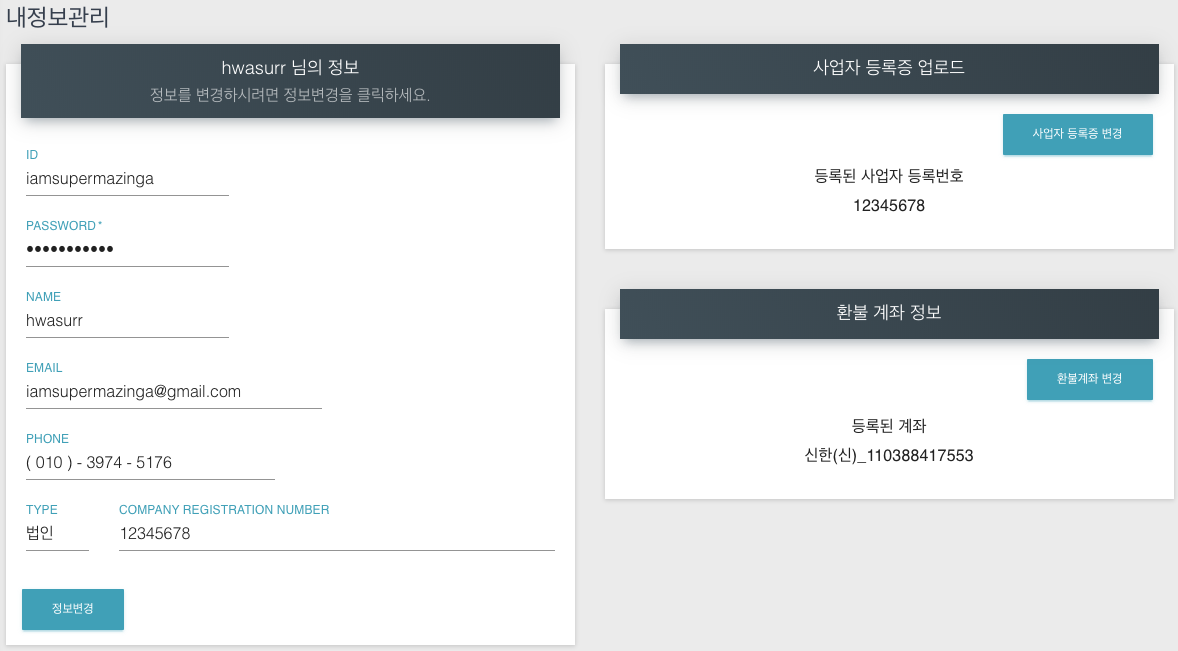 내정보관리
hwasurr 님의 정보
정보를 변경하시려면 정보변경을 클릭하세요.
ID
iamsupermazinga
PASSWORD*
•••••••••••
NAME
hwasurr
EMAIL
iamsupermazinga@gmail.com
PHONE
( 010 ) - 3974 - 5176
TYPE COMPANY REGISTRATION NUMBER
법인 12345678
정보변경
사업자 등록증 업로드
사업자 등록증 변경
등록된 사업자 등록번호
12345678
환불 계좌 정보
환불계좌 변경
등록된 계좌
신한(신)_110388417553